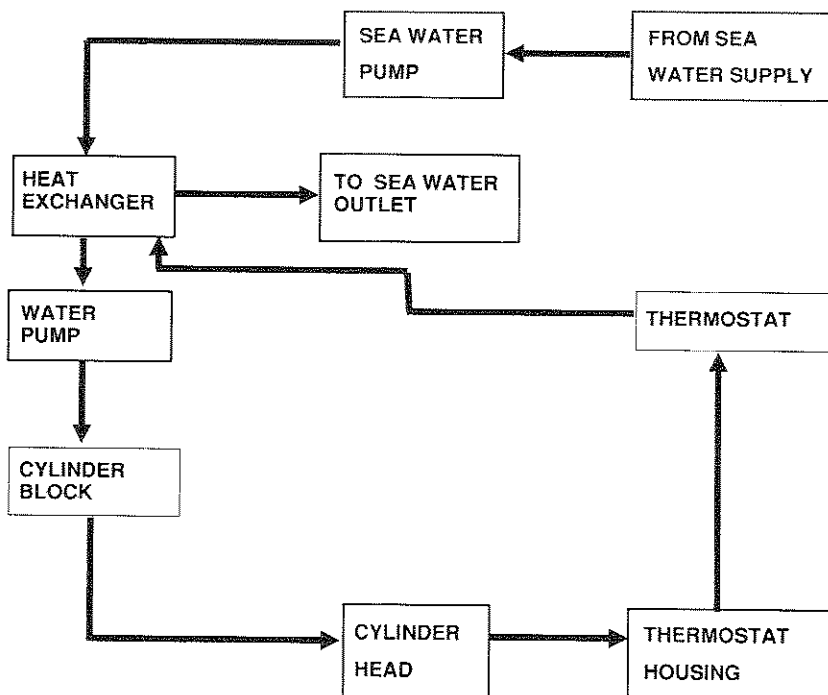 SEA WATER
PUMP
FROM SEA
WATER SUPPLY
HEAT
EXCHANGER
TO SEA WATER
OUTLET
WATER
PUMP
THERMOSTAT
CYLINDER
BLOCK
CYLINDER
HEAD
THERMOSTAT
HOUSING